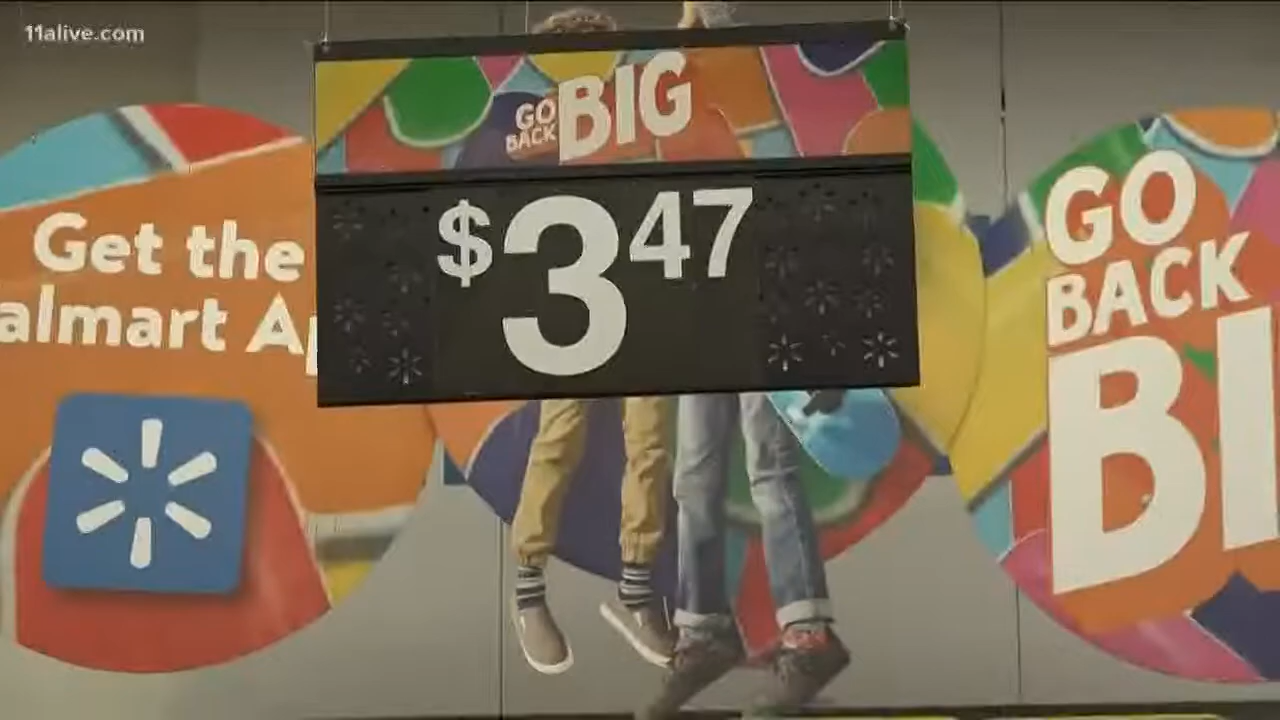 11alive.com
GO
BACK
BIG
$3 47
Get the
almart Ap
GO
BACK
BI